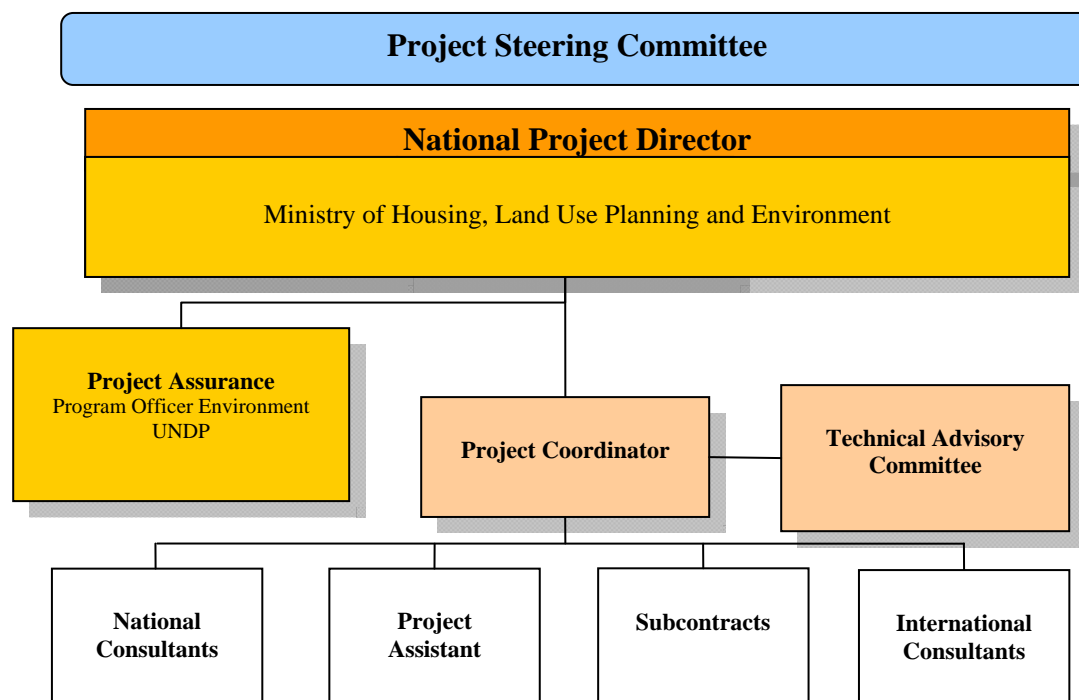 Project Steering Committee
National Project Director
Ministry of Housing, Land Use Planning and Environment
Project Assurance
Program Officer Environment
UNDP
Project Coordinator
Technical Advisory
Committee
National
Consultants
Project
Assistant
Subcontracts
International
Consultants